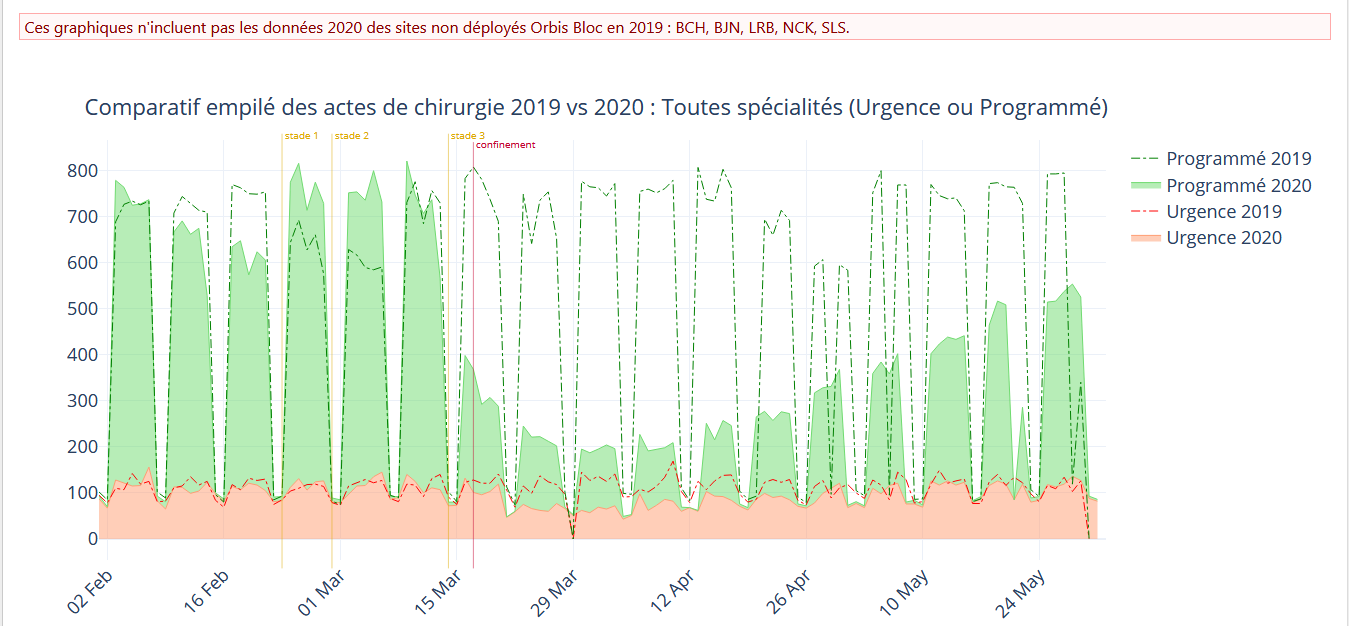 Ces graphiques n'incluent pas les données 2020 des sites non déployés Orbis Bloc en 2019 : BCH, BJN, LRB, NCK, SLS.
Comparatif empilé des actes de chirurgie 2019 vs 2020 : Toutes spécialités (Urgence ou Programmé)
stade 1
stade 2
stade 3
confinement
Programmé 2019
Programmé 2020
Urgence 2019
Urgence 2020
800
700
600
500
400
300
200
100
0
02 Feb
16 Feb
01 Mar
15 Mar
29 Mar
12 Apr
26 Apr
10 May
24 May